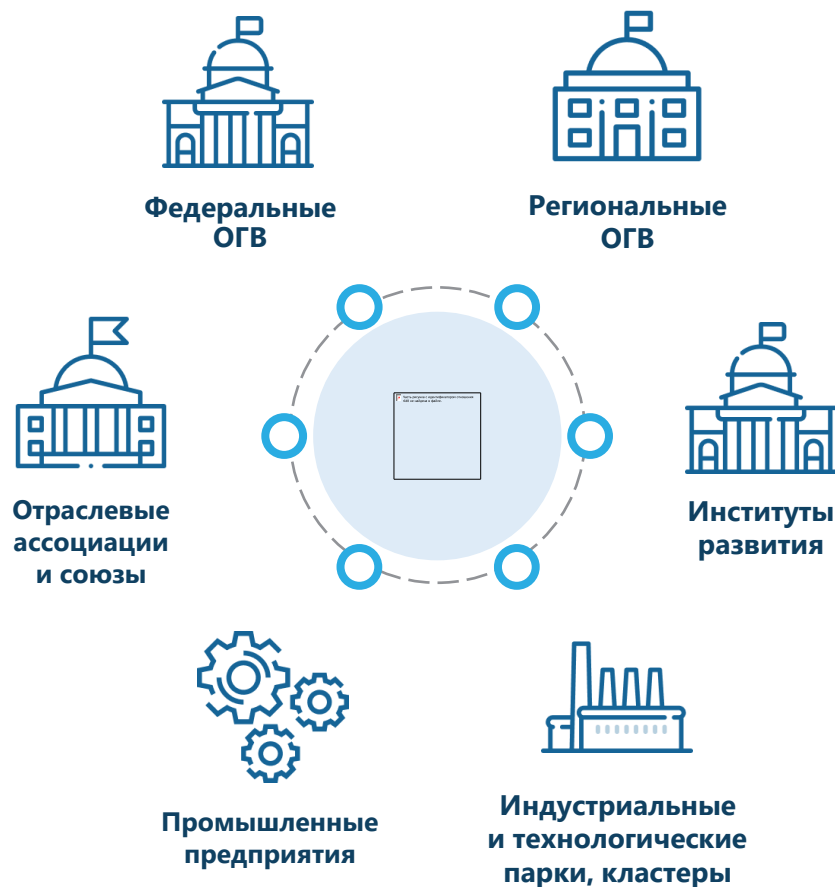 Федеральные
ОГВ
Региональные
ОГВ
Отраслевые
ассоциации
и союзы
Институты
развития
Промышленные
предприятия
Индустриальные
и технологические
парки, кластеры